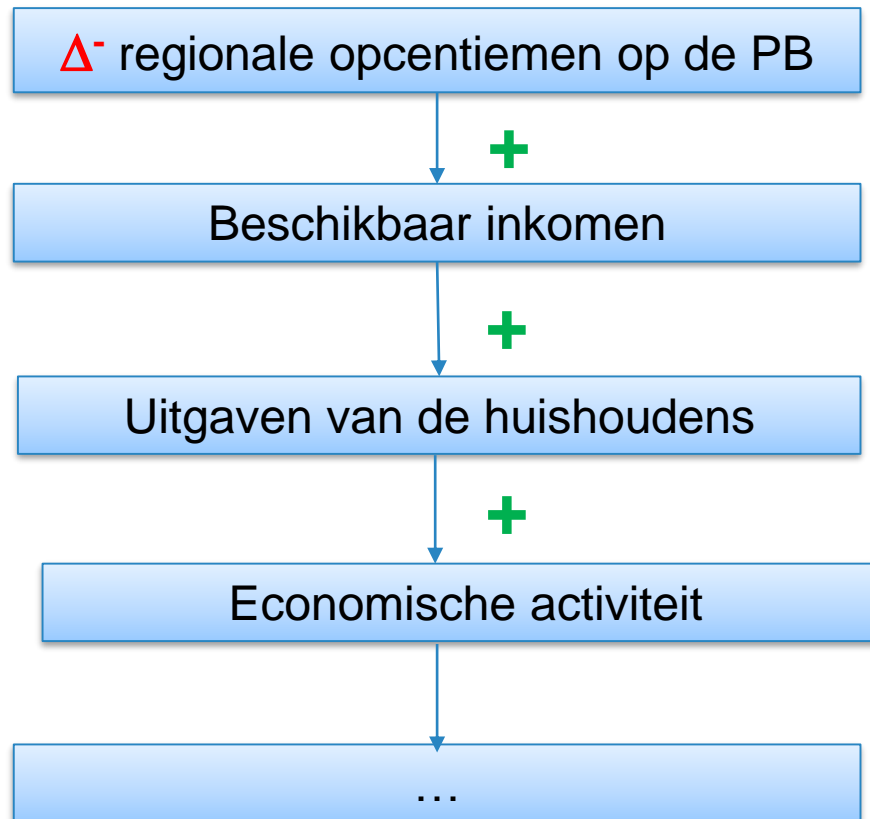 Δ- regionale opcentiemen op de PB
+
Beschikbaar inkomen
+
Uitgaven van de huishoudens
+
Economische activiteit
…